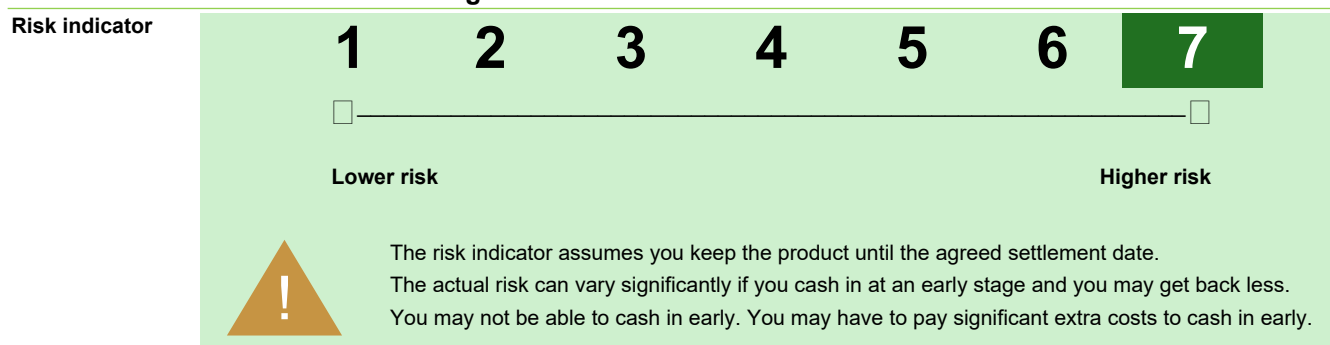 Risk indicator
1 2 3 4 5 6 7
Lower risk Higher risk
The risk indicator assumes you keep the product until the agreed settlement date.
! The actual risk can vary significantly if you cash in at an early stage and you may get back less.
You may not be able to cash in early. You may have to pay significant extra costs to cash in early.